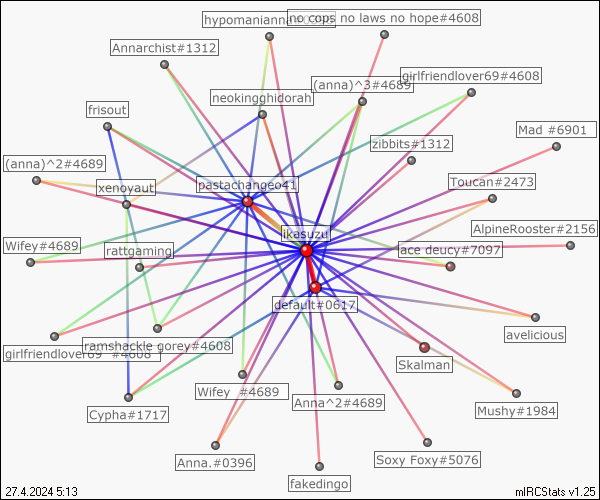 hypomanianna
no cops no laws no hope#4608
Annarchist#1312
(anna)^3#4689
girlfriendlover69#4608
neokingghidorah
frisout
Mad #6901
zibbits#1312
(anna)^2#4689
xenoyaut
pastachangeo41
Toucan#2473
ikasuzu
AlpineRooster#2156
Wifey#4689
rattgaming
ace deucy#7097
default#0617
avelicious
girlfriendlover69 #4608
ramshackle gorey#4608
Skalman
Wifey #4689
Anna^2#4689
Cypha#1717
Mushy#1984
Anna.#0396
Soxy Foxy#5076
fakedingo
27.4.2024 5:13
mIRCStats v1.25